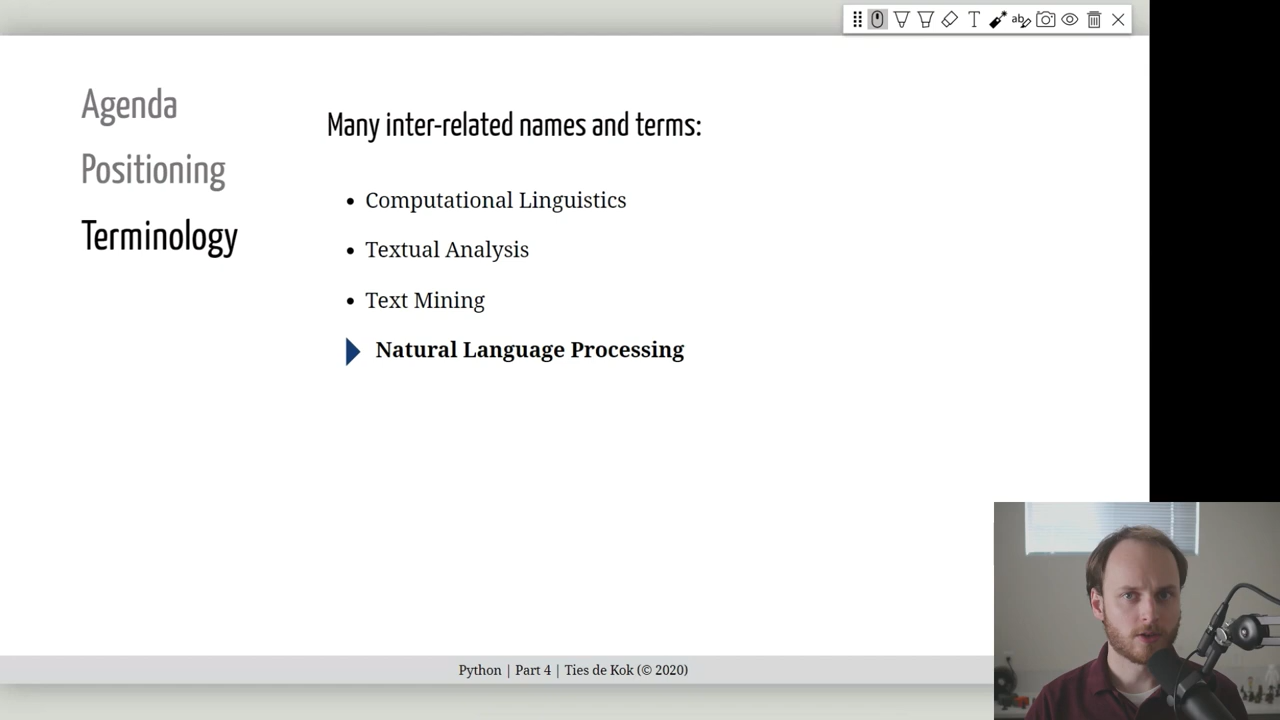 Agenda
Positioning
Terminology
Many inter-related names and terms:
Computational Linguistics
Textual Analysis
Text Mining
Natural Language Processing
Python | Part 4 | Ties de Kok (© 2020)